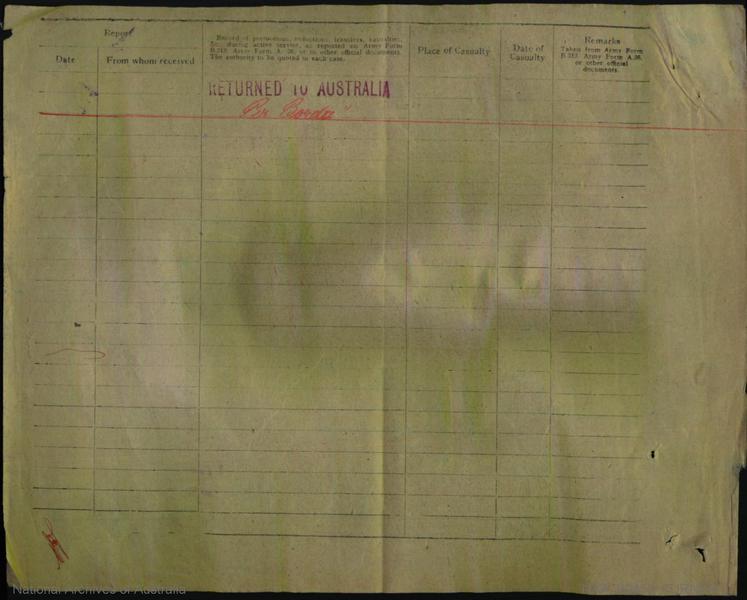 Report
Record of promotions, reductions, transfers, casualties,
&c., during active service, as reported on Army Form
B.213, Army Form A. 36, or in other official documents.
The authority to be quoted in each case.
Remarks
Taken from Army Form
B.213, Army Form A.36,
or other official
documents.
Date
From whom received
Place of Casualty
Date of
Casualty
RETURNED TO AUSTRALIA
Per Borda
National Archives of Australia